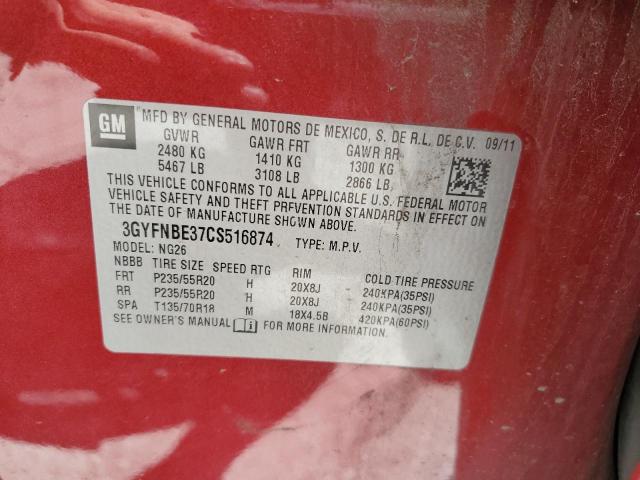 GM
MFD BY GENERAL MOTORS DE MEXICO, S. DE R.L. DE C.V. 09/11
GVWR GAWR FRT GAWR RR
2480 KG 1410 KG 1300 KG
5467 LB 3108 LB 2866 LB
THIS VEHICLE CONFORMS TO ALL APPLICABLE U.S. FEDERAL MOTOR
VEHICLE SAFETY AND THEFT PREVENTION STANDARDS IN EFFECT ON
THE DATE OF MANUFACTURE SHOWN ABOVE.
3GYFNBE37CS516874 TYPE: M.P.V.
MODEL: NG26
NBBB TIRE SIZE SPEED RTG RIM COLD TIRE PRESSURE
FRT P235/55R20 H 20X8J 240KPA(35PSI)
RR P235/55R20 H 20X8J 240KPA(35PSI)
SPA T135/70R18 M 18X4.5B 420KPA(60PSI)
SEE OWNER'S MANUAL FOR MORE INFORMATION.